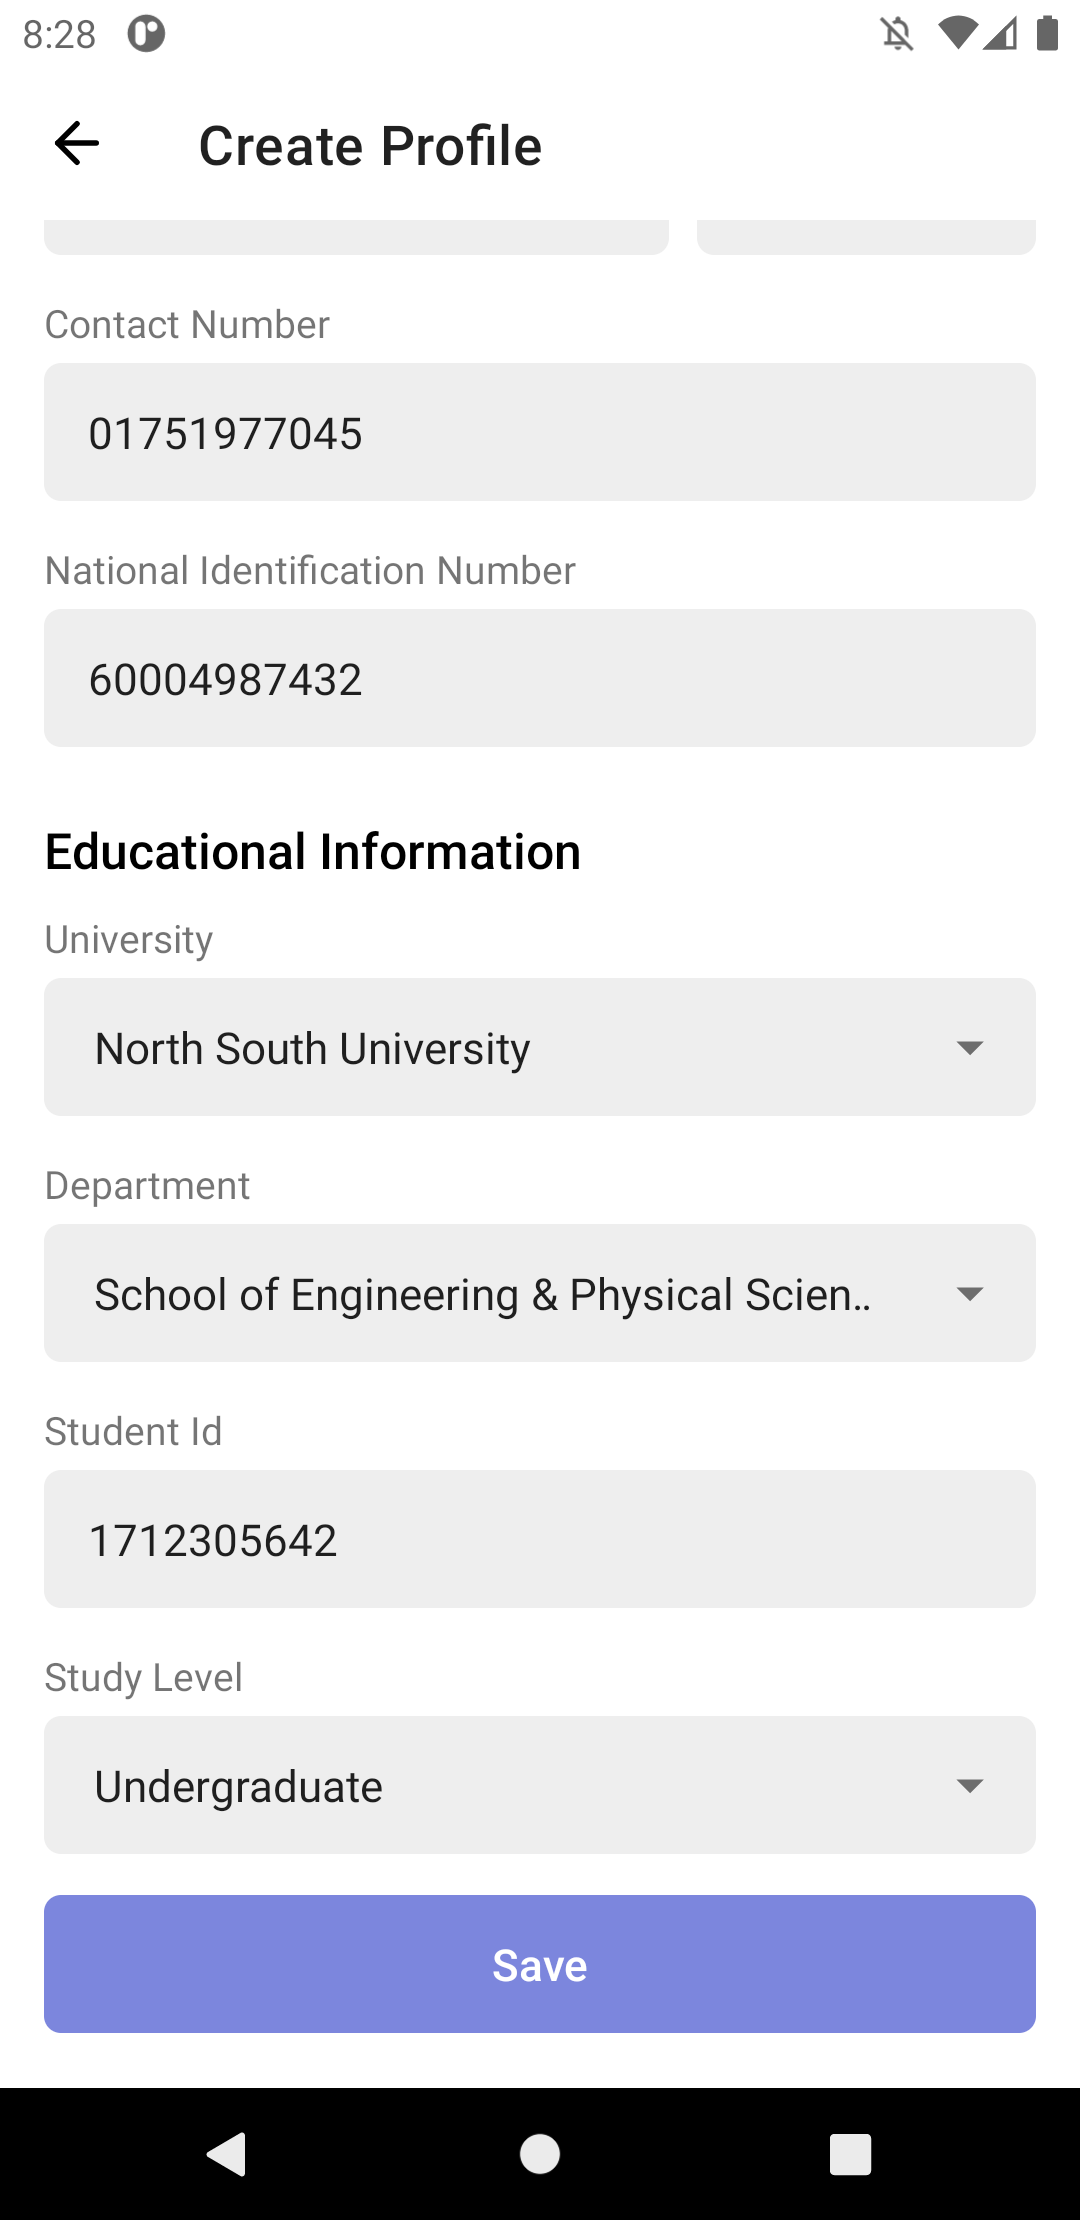 8:28
Create Profile
Contact Number
01751977045
National Identification Number
60004987432
Educational Information
University
North South University
Department
School of Engineering & Physical Scien..
Student Id
1712305642
Study Level
Undergraduate
Save